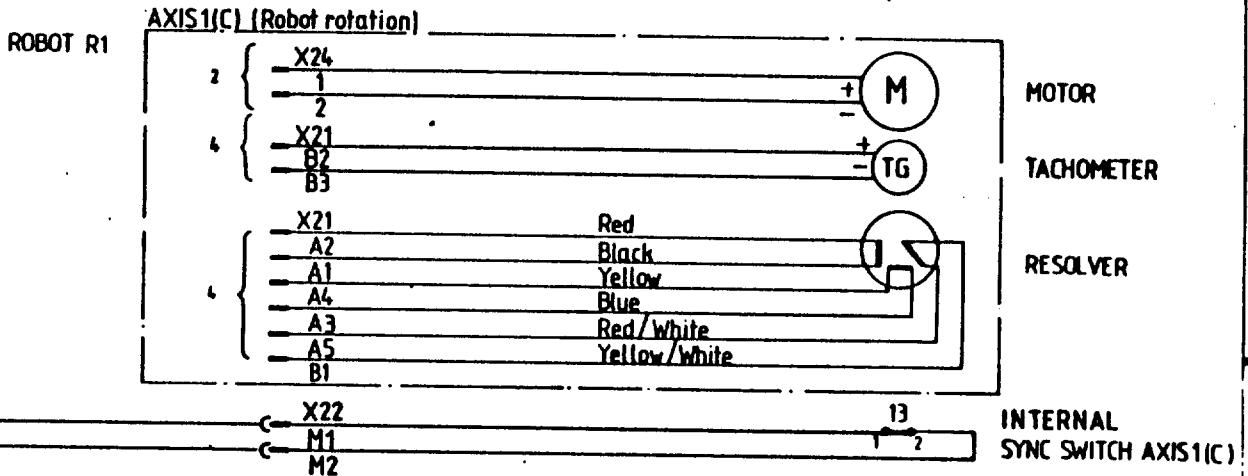 AXIS1(C) (Robot rotation)
ROBOT R1
2
X24
1
2
+
-
M
MOTOR
4
X21
B2
B3
+
-
TG
TACHOMETER
X21
Red
A2
Black
A1
Yellow
4
A4
Blue
A3
Red/White
A5
Yellow/White
B1
RESOLVER
X22
M1
M2
13
1 2
INTERNAL
SYNC SWITCH AXIS1(C)